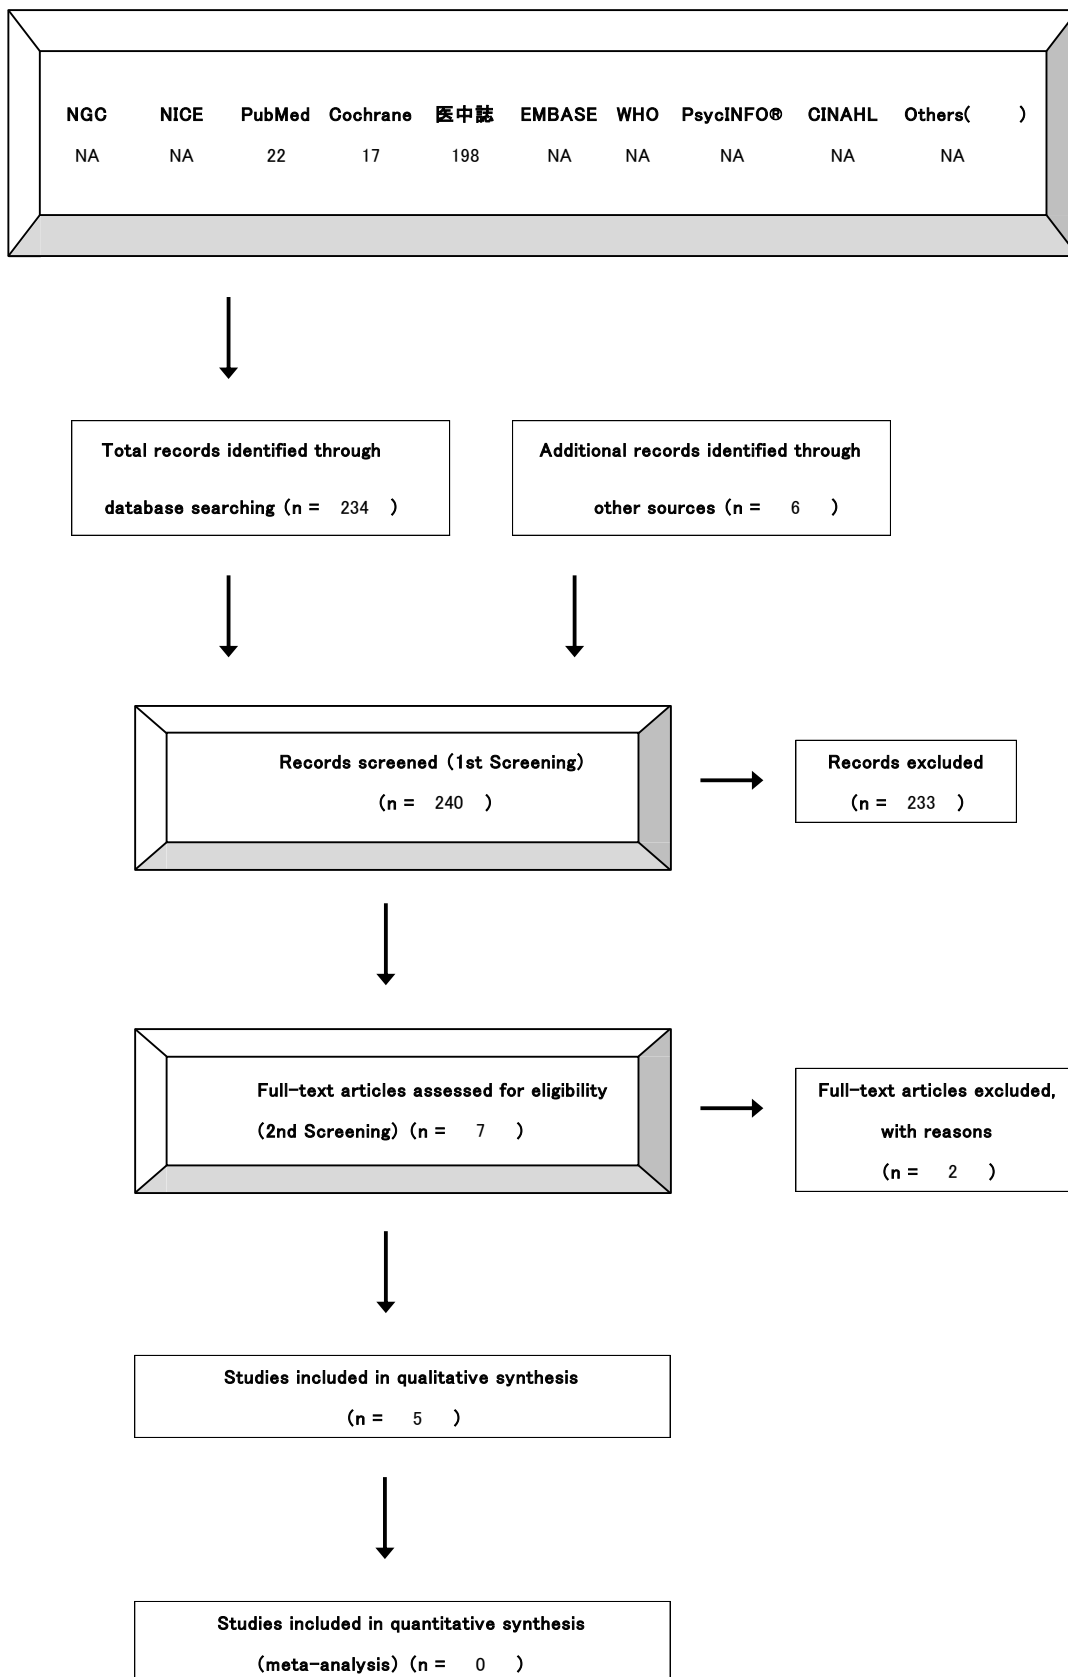 NGC NICE PubMed Cochrane 医中誌 EMBASE WHO PsycINFO® CINAHL Others( )
NA NA 22 17 198 NA NA NA NA NA
Total records identified through
database searching (n = 234 )
Additional records identified through
other sources (n = 6 )
Records screened (1st Screening)
(n = 240 )
Records excluded
(n = 233 )
Full-text articles assessed for eligibility
(2nd Screening) (n = 7 )
Full-text articles excluded,
with reasons
(n = 2 )
Studies included in qualitative synthesis
(n = 5 )
Studies included in quantitative synthesis
(meta-analysis) (n = 0 )